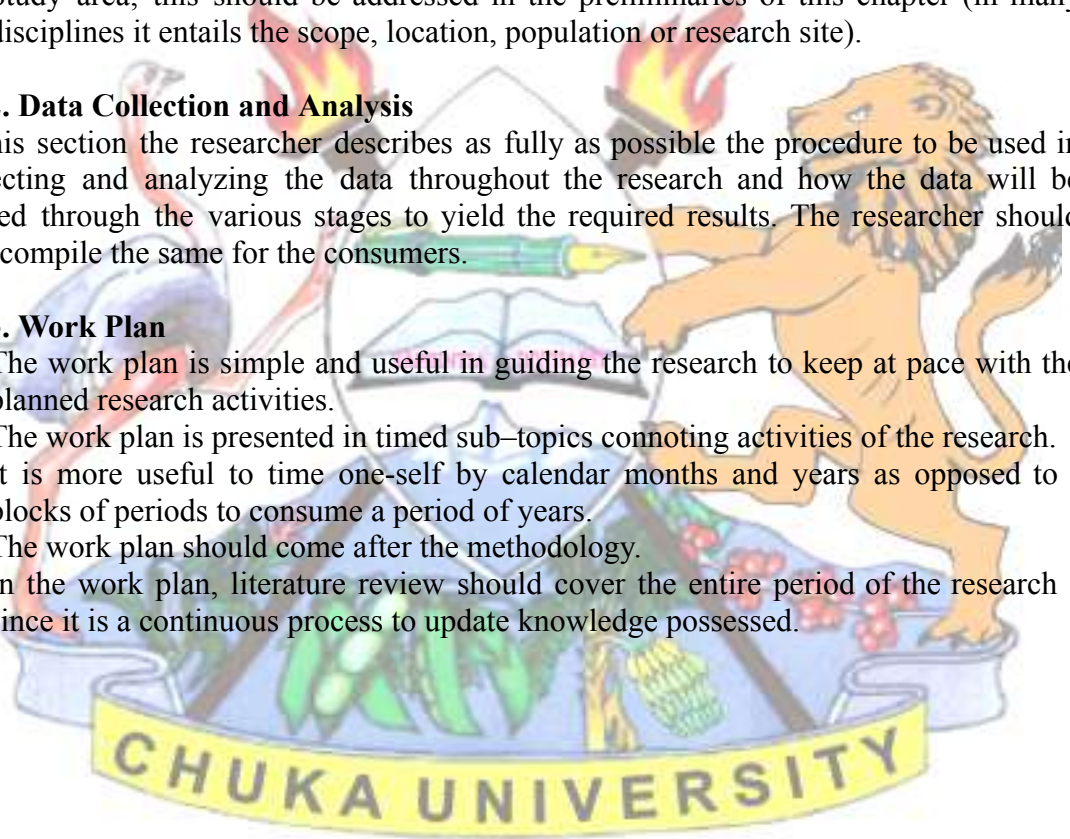 study area, this should be addressed in the preliminaries of this chapter (in many
disciplines it entails the scope, location, population or research site).
. Data Collection and Analysis
his section the researcher describes as fully as possible the procedure to be used in
ecting and analyzing the data throughout the research and how the data will be
ed through the various stages to yield the required results. The researcher should
compile the same for the consumers.
. Work Plan
The work plan is simple and useful in guiding the research to keep at pace with the
planned research activities.
The work plan is presented in timed sub–topics connoting activities of the research.
t is more useful to time one-self by calendar months and years as opposed to
blocks of periods to consume a period of years.
The work plan should come after the methodology.
n the work plan, literature review should cover the entire period of the research
since it is a continuous process to update knowledge possessed.
CHUKA UNIVERSITY